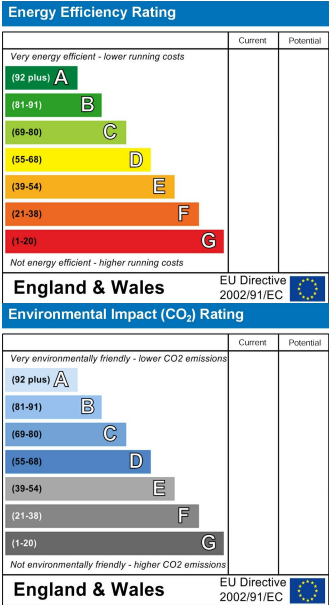 Energy Efficiency Rating
Current Potential
Very energy efficient - lower running costs
(92 plus) A
(81-91) B
(69-80) C
(55-68) D
(39-54) E
(21-38) F
(1-20) G
Not energy efficient - higher running costs
England & Wales
EU Directive
2002/91/EC
Environmental Impact (CO₂) Rating
Current Potential
Very environmentally friendly - lower CO2 emissions
(92 plus) A
(81-91) B
(69-80) C
(55-68) D
(39-54) E
(21-38) F
(1-20) G
Not environmentally friendly - higher CO2 emissions
England & Wales
EU Directive
2002/91/EC